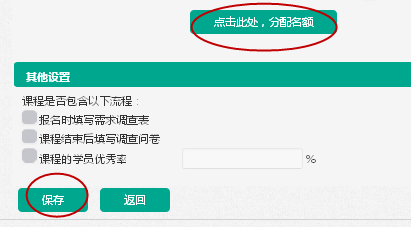 点击此处，分配名额
其他设置
课程是否包含以下流程：
报名时填写需求调查表
课程结束后填写调查问卷
课程的学员优秀率 %
保存 返回